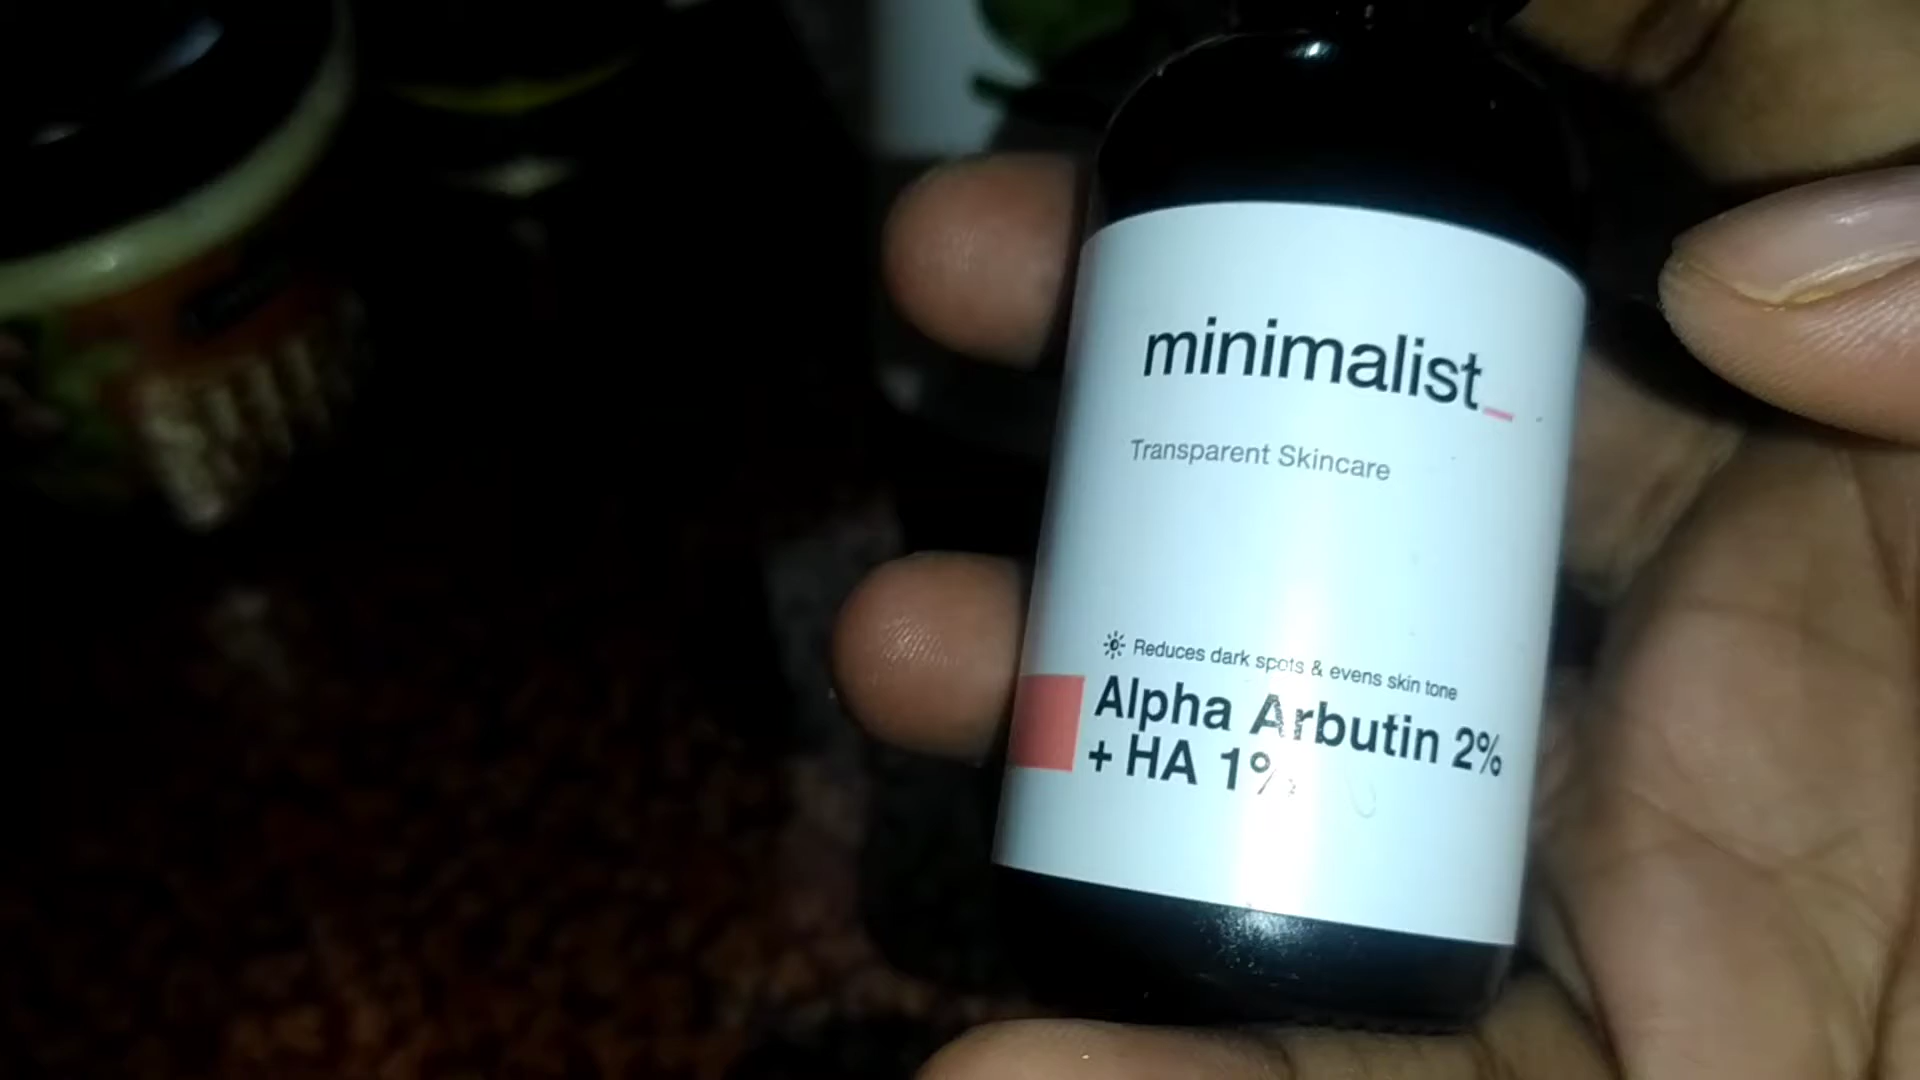 minimalist_
Transparent Skincare
Reduces dark spots & evens skin tone
Alpha Arbutin 2%
+ HA 1%